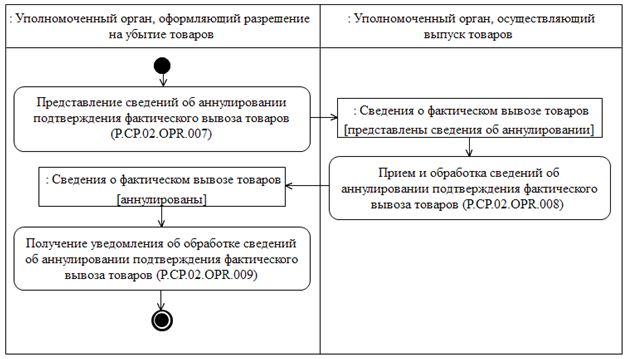 : Уполномоченный орган, оформляющий разрешение
на убытие товаров
: Уполномоченный орган, осуществляющий
выпуск товаров
Представление сведений об аннулировании
подтверждения фактического вывоза товаров
(P.CP.02.OPR.007)
: Сведения о фактическом вывозе товаров
[представлены сведения об аннулировании]
Прием и обработка сведений об
аннулировании подтверждения фактического
вывоза товаров (P.CP.02.OPR.008)
: Сведения о фактическом вывозе товаров
[аннулированы]
Получение уведомления об обработке сведений
об аннулировании подтверждения фактического
вывоза товаров (P.CP.02.OPR.009)